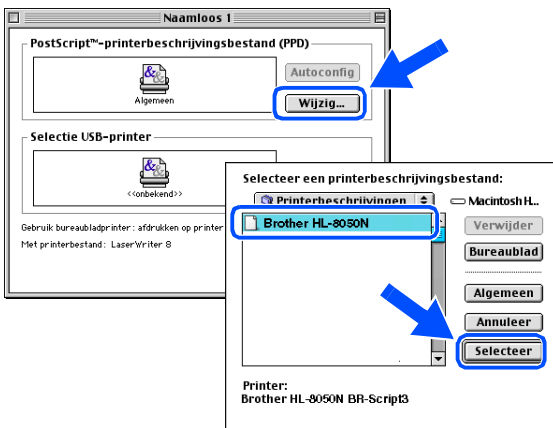 Naamloos 1
PostScript™-printerbeschrijvingsbestand (PPD)
Algemeen
Autoconfig
Wijzig...
Selectie USB-printer
<<onbekend>>
Gebruik bureaubladprinter: afdrukken op printer
Met printerbestand: LaserWriter 8
Selecteer een printerbeschrijvingsbestand:
Printerbeschrijvingen
Macintosh H...
Brother HL-8050N
Verwijder
Bureaublad
Algemeen
Annuleer
Selecteer
Printer:
Brother HL-8050N BR-Script3